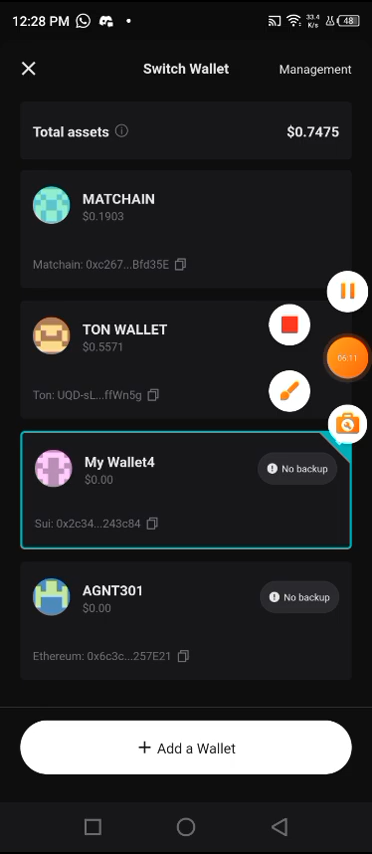 12:28 PM
33.4
K/s
48
Switch Wallet
Management
Total assets
$0.7475
MATCHAIN
$0.1903
Matchain: 0xc267...Bfd35E
TON WALLET
$0.5571
Ton: UQD-sL...ffWn5g
06:11
My Wallet4
$0.00
No backup
Sui: 0x2c34...243c84
AGNT301
$0.00
No backup
Ethereum: 0x6c3c...257E21
+ Add a Wallet